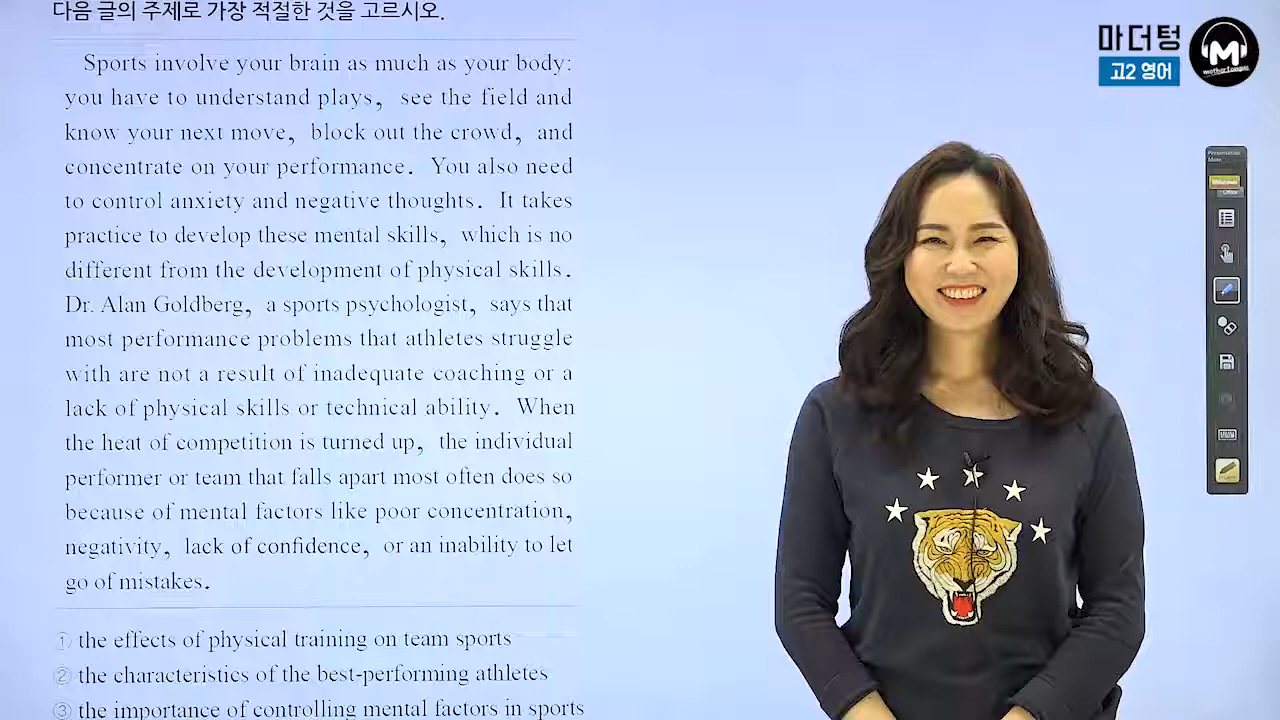 다음 글의 주제로 가장 적절한 것을 고르시오.
Sports involve your brain as much as your body:
you have to understand plays, see the field and
know your next move, block out the crowd, and
concentrate on your performance. You also need
to control anxiety and negative thoughts. It takes
practice to develop these mental skills, which is no
different from the development of physical skills.
Dr. Alan Goldberg, a sports psychologist, says that
most performance problems that athletes struggle
with are not a result of inadequate coaching or a
lack of physical skills or technical ability. When
the heat of competition is turned up, the individual
performer or team that falls apart most often does so
because of mental factors like poor concentration,
negativity, lack of confidence, or an inability to let
go of mistakes.
① the effects of physical training on team sports
② the characteristics of the best-performing athletes
③ the importance of controlling mental factors in sports
마더텅
고2 영어
M